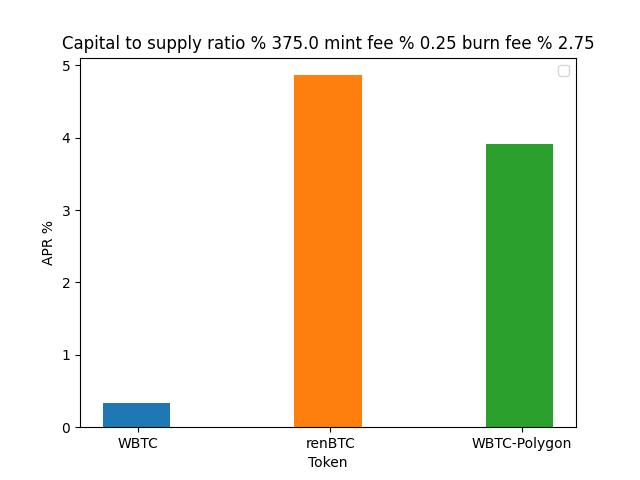 Capital to supply ratio % 375.0 mint fee % 0.25 burn fee % 2.75
5
4
3
2
1
0
APR %
WBTC renBTC WBTC-Polygon
Token